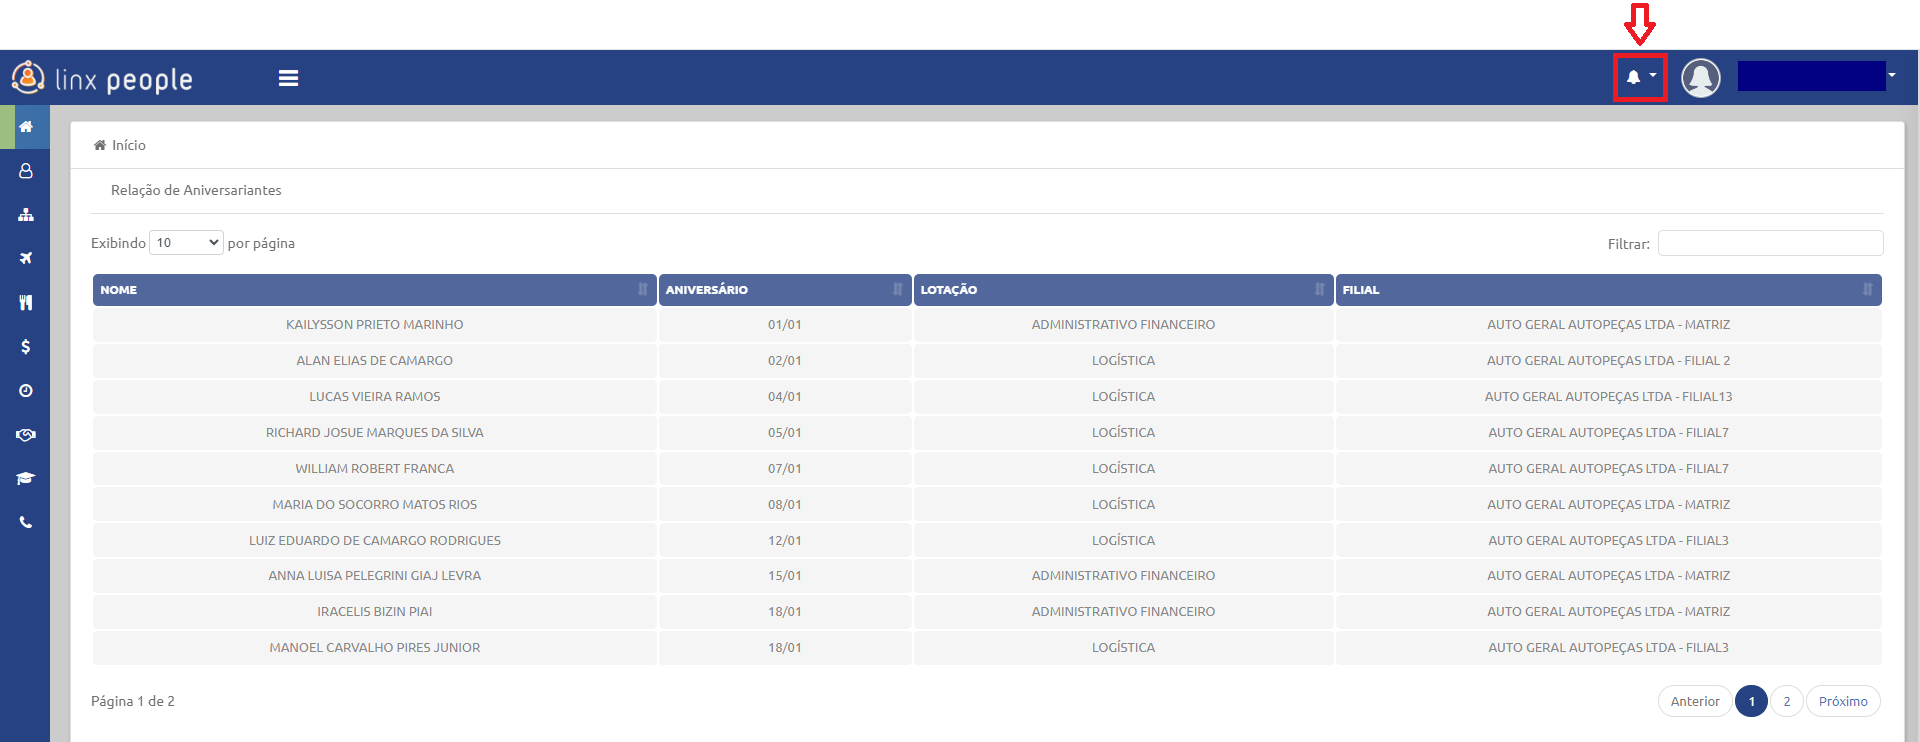 linx people
Início
Relação de Aniversariantes
Exibindo 10 por página
Filtrar:
NOME ANIVERSÁRIO LOTAÇÃO FILIAL
KAILYSSON PRIETO MARINHO 01/01 ADMINISTRATIVO FINANCEIRO AUTO GERAL AUTOPEÇAS LTDA - MATRIZ
ALAN ELIAS DE CAMARGO 02/01 LOGÍSTICA AUTO GERAL AUTOPEÇAS LTDA - FILIAL 2
LUCAS VIEIRA RAMOS 04/01 LOGÍSTICA AUTO GERAL AUTOPEÇAS LTDA - FILIAL13
RICHARD JOSUE MARQUES DA SILVA 05/01 LOGÍSTICA AUTO GERAL AUTOPEÇAS LTDA - FILIAL7
WILLIAM ROBERT FRANCA 07/01 LOGÍSTICA AUTO GERAL AUTOPEÇAS LTDA - FILIAL7
MARIA DO SOCORRO MATOS RIOS 08/01 LOGÍSTICA AUTO GERAL AUTOPEÇAS LTDA - MATRIZ
LUIZ EDUARDO DE CAMARGO RODRIGUES 12/01 LOGÍSTICA AUTO GERAL AUTOPEÇAS LTDA - FILIAL3
ANNA LUISA PELEGRINI GIAJ LEVRA 15/01 ADMINISTRATIVO FINANCEIRO AUTO GERAL AUTOPEÇAS LTDA - MATRIZ
IRACELIS BIZIN PIAI 18/01 ADMINISTRATIVO FINANCEIRO AUTO GERAL AUTOPEÇAS LTDA - MATRIZ
MANOEL CARVALHO PIRES JUNIOR 18/01 LOGÍSTICA AUTO GERAL AUTOPEÇAS LTDA - FILIAL3
Página 1 de 2
Anterior 1 2 Próximo